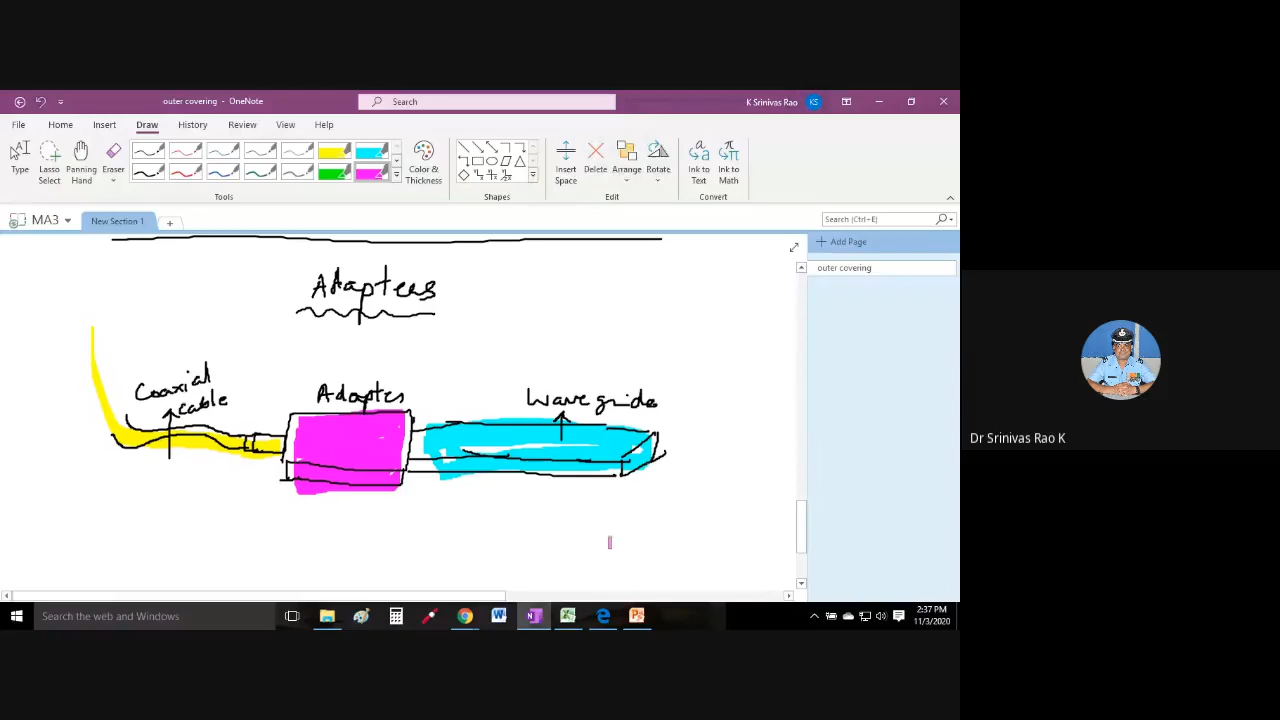 outer covering - OneNote
Search
K Srinivas Rao
KS
File Home Insert Draw History Review View Help
Type
Lasso Select
Panning Hand
Eraser
Color & Thickness
Insert Space
Delete
Arrange
Rotate
Ink to Text
Ink to Math
Tools
Shapes
Edit
Convert
MA3
New Section 1
Search (Ctrl+E)
Add Page
outer covering
Adapters
Coaxial
cable
Adapter
Waveguide
Dr Srinivas Rao K
Search the web and Windows
2:37 PM
11/3/2020